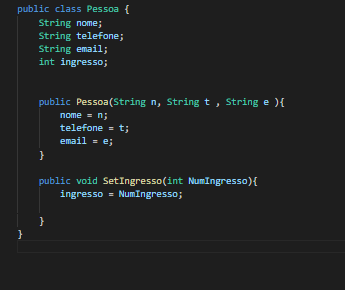 public class Pessoa {
String nome;
String telefone;
String email;
int ingresso;
public Pessoa(String n, String t , String e ){
nome = n;
telefone = t;
email = e;
}
public void SetIngresso(int NumIngresso){
ingresso = NumIngresso;
}
}